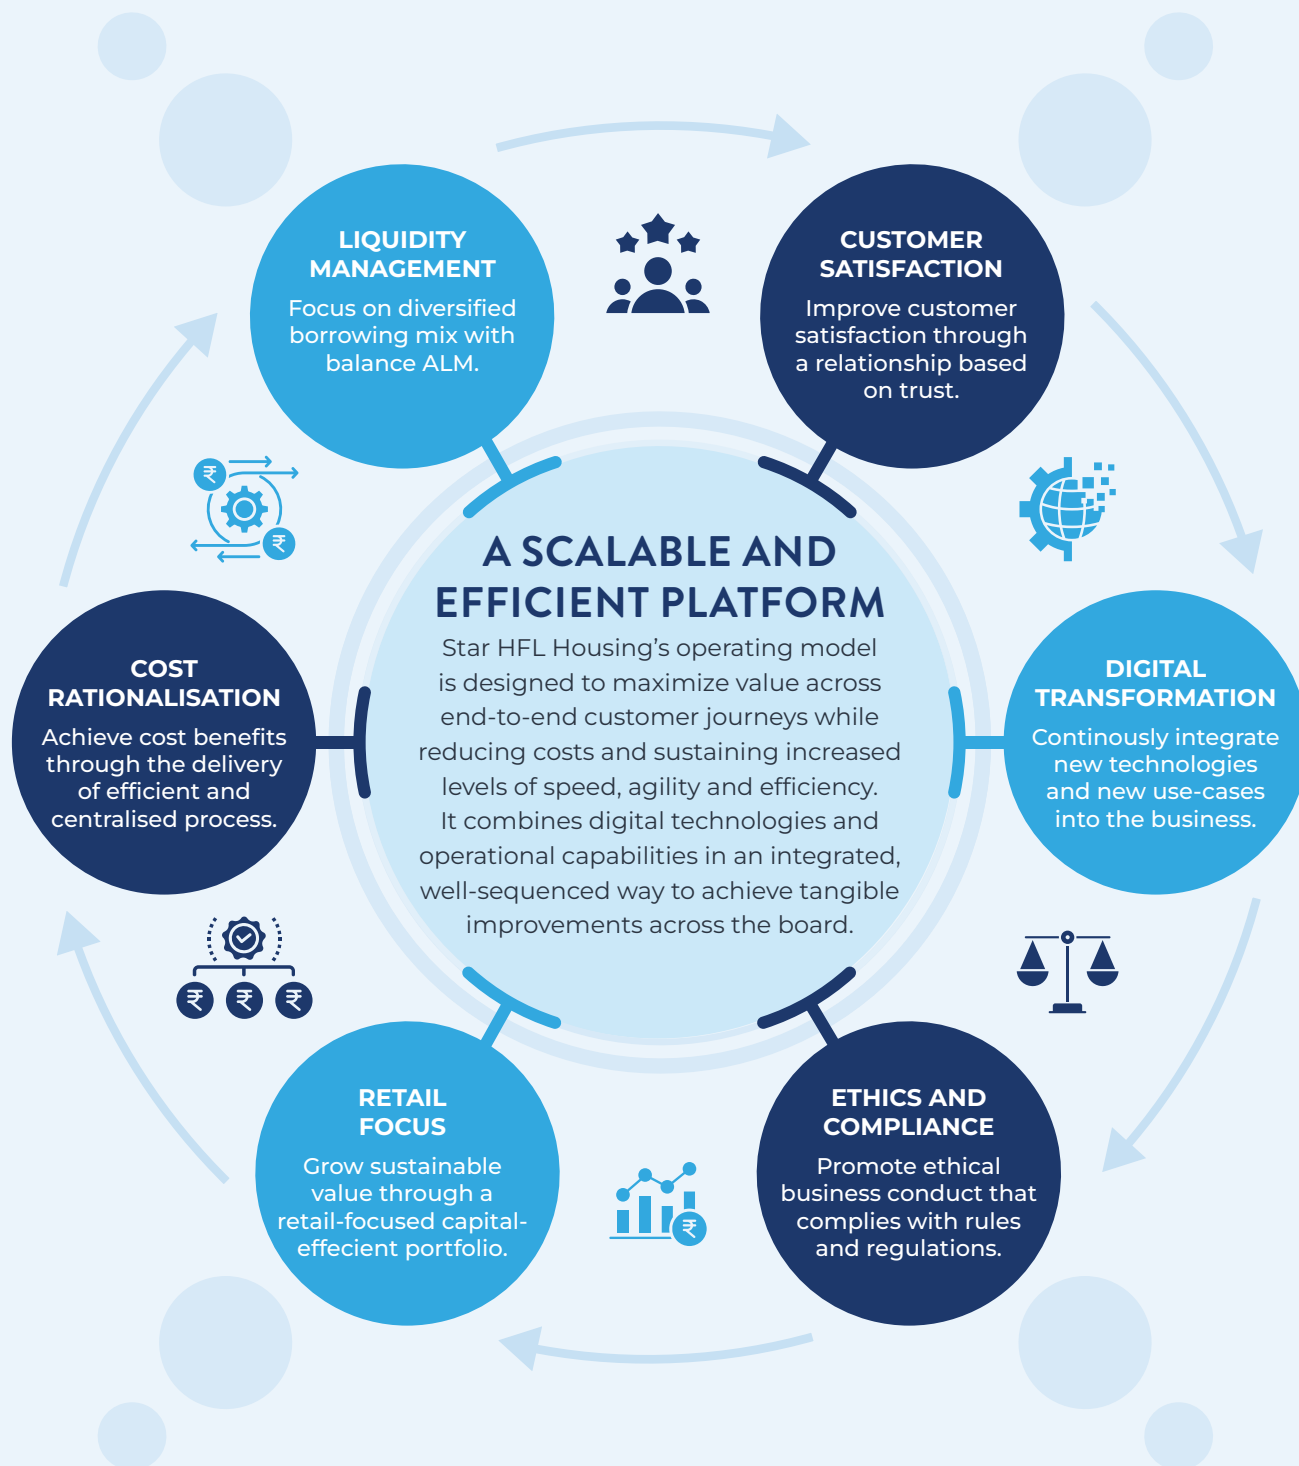 LIQUIDITY
MANAGEMENT
Focus on diversified
borrowing mix with
balance ALM.
CUSTOMER
SATISFACTION
Improve customer
satisfaction through
a relationship based
on trust.
₹
₹
A SCALABLE AND
EFFICIENT PLATFORM
Star HFL Housing’s operating model
is designed to maximize value across
end-to-end customer journeys while
reducing costs and sustaining increased
levels of speed, agility and efficiency.
It combines digital technologies and
operational capabilities in an integrated,
well-sequenced way to achieve tangible
improvements across the board.
COST
RATIONALISATION
Achieve cost benefits
through the delivery
of efficient and
centralised process.
DIGITAL
TRANSFORMATION
Continously integrate
new technologies
and new use-cases
into the business.
₹ ₹ ₹
RETAIL
FOCUS
Grow sustainable
value through a
retail-focused capital-
effecient portfolio.
₹
ETHICS AND
COMPLIANCE
Promote ethical
business conduct that
complies with rules
and regulations.